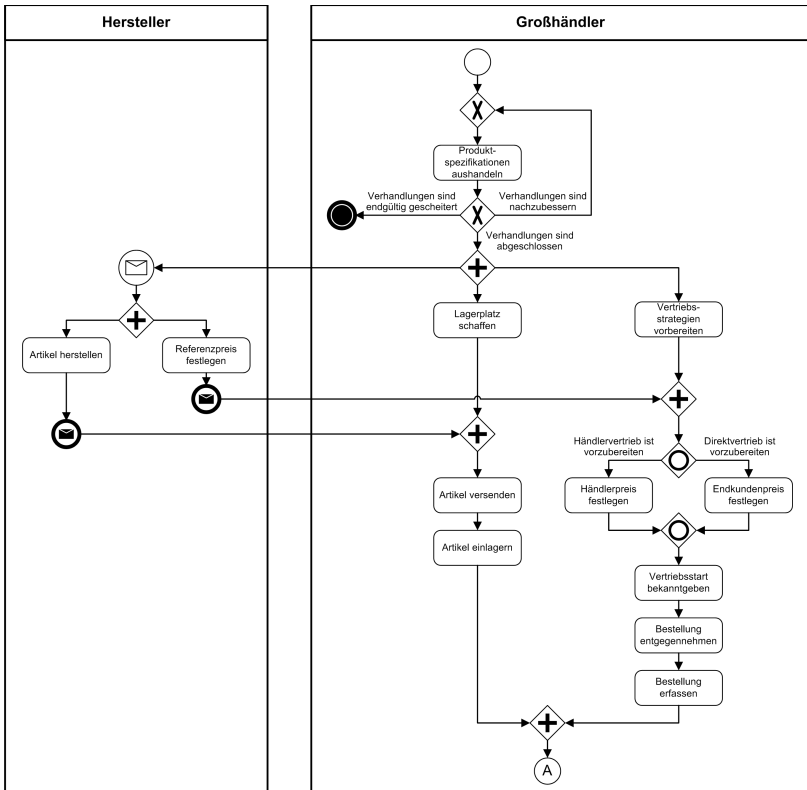 Hersteller
Großhändler
Produkt-
spezifikationen
aushandeln
Verhandlungen sind
endgültig gescheitert
Verhandlungen sind
nachzubessern
Verhandlungen sind
abgeschlossen
Lagerplatz
schaffen
Vertriebs-
strategien
vorbereiten
Artikel herstellen
Referenzpreis
festlegen
Händlervertrieb ist
vorzubereiten
Direktvertrieb ist
vorzubereiten
Artikel versenden
Händlerpreis
festlegen
Endkundenpreis
festlegen
Artikel einlagern
Vertriebsstart
bekanntgeben
Bestellung
entgegennehmen
Bestellung
erfassen
A